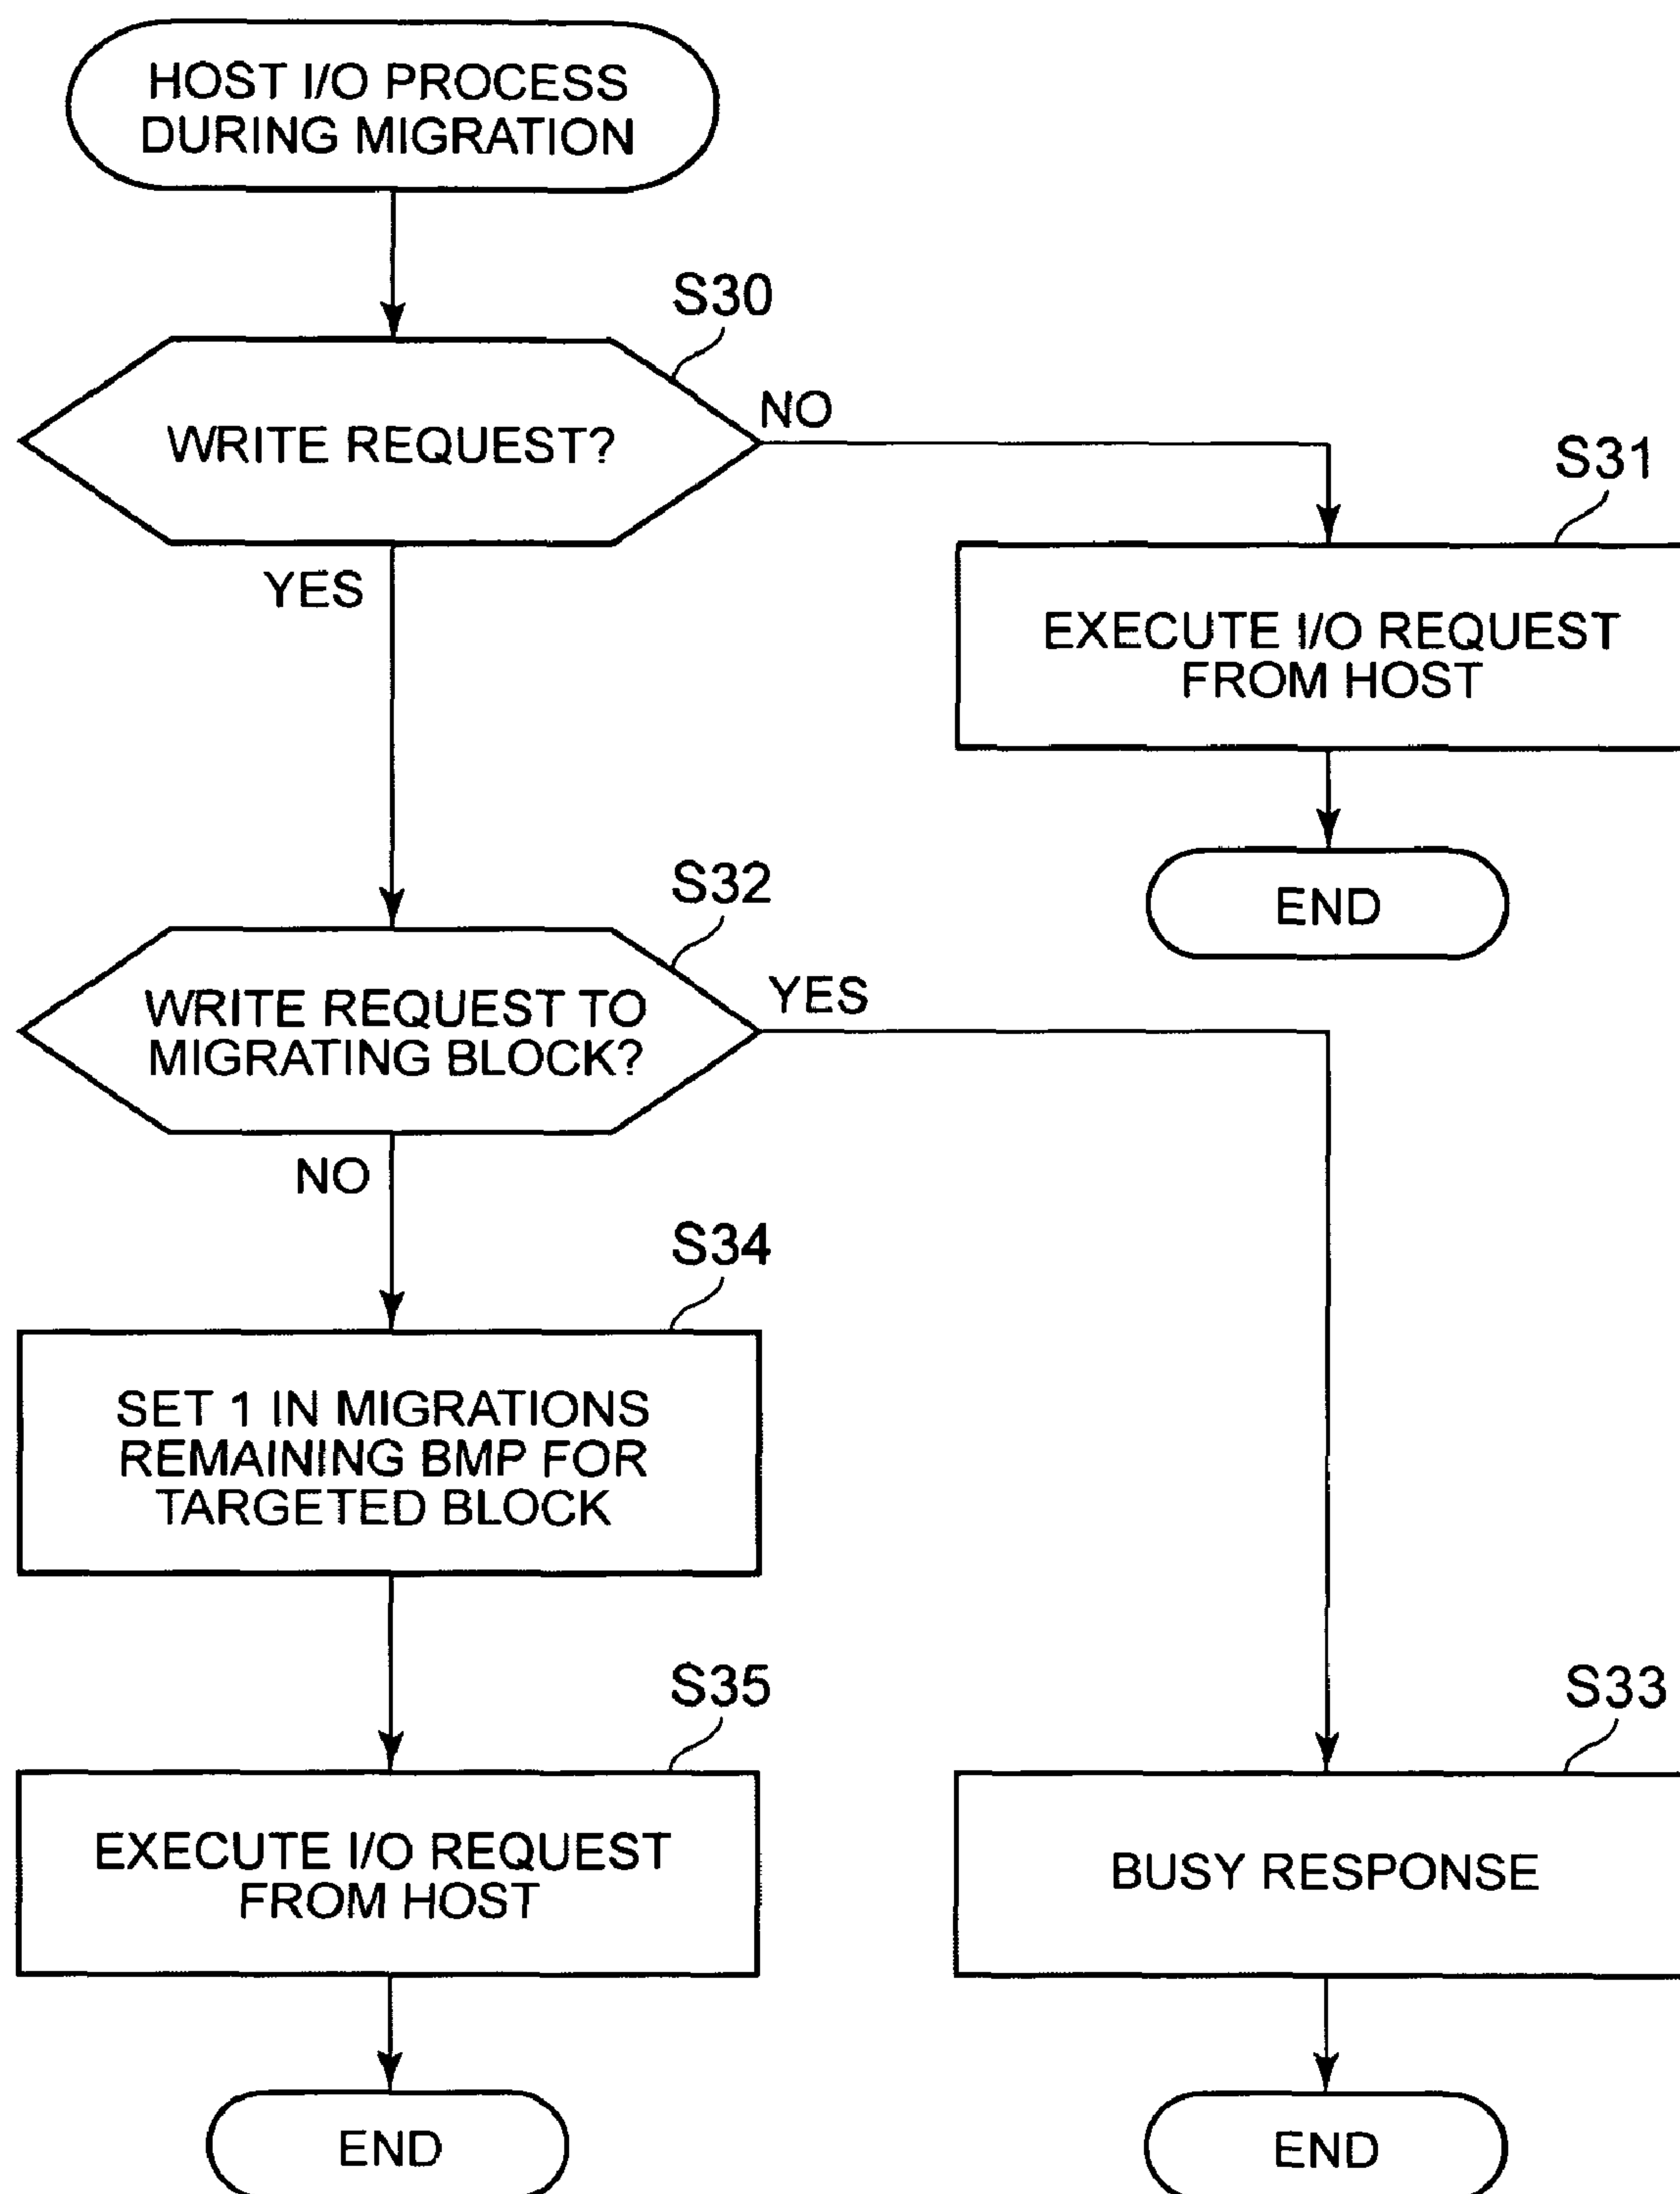 HOST I/O PROCESS
DURING MIGRATION
S30
WRITE REQUEST?
NO
YES
S31
EXECUTE I/O REQUEST
FROM HOST
END
S32
WRITE REQUEST TO
MIGRATING BLOCK?
YES
NO
S34
SET 1 IN MIGRATIONS
REMAINING BMP FOR
TARGETED BLOCK
S35
EXECUTE I/O REQUEST
FROM HOST
END
S33
BUSY RESPONSE
END